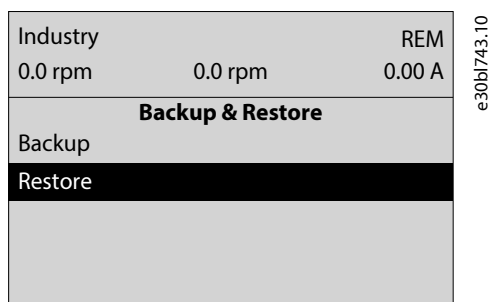 Industry REM
0.0 rpm 0.0 rpm 0.00 A
Backup & Restore
Backup
Restore
e30bl743.10